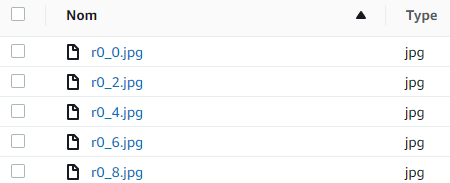 Nom Type
r0_0.jpg jpg
r0_2.jpg jpg
r0_4.jpg jpg
r0_6.jpg jpg
r0_8.jpg jpg